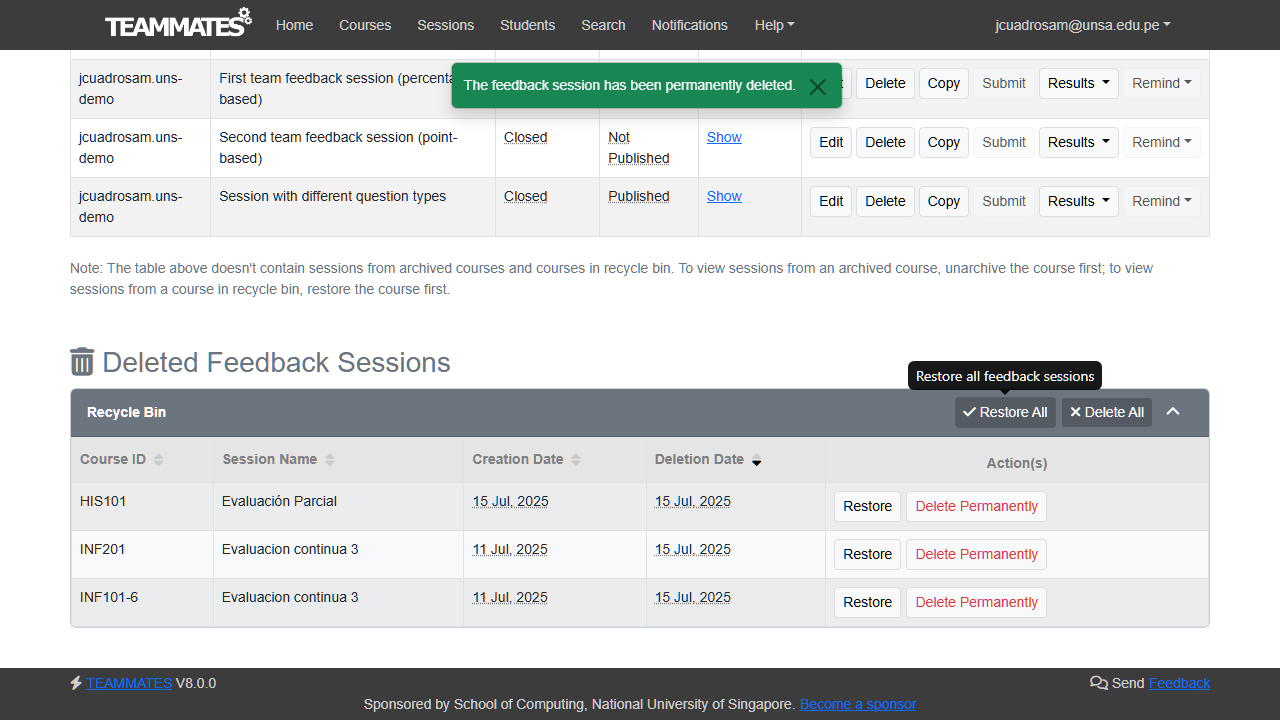 TEAMMATES Home Courses Sessions Students Search Notifications Help jcuadrosam@unsa.edu.pe
The feedback session has been permanently deleted.
jcuadrosam.uns- First team feedback session Delete Copy Submit Results Remind
demo based)
jcuadrosam.uns- Second team feedback session (point- Closed Not Show Edit Delete Copy Submit Results Remind
demo based) Published
jcuadrosam.uns- Session with different question types Closed Published Show Edit Delete Copy Submit Results Remind
demo
Note: The table above doesn't contain sessions from archived courses and courses in recycle bin. To view sessions from an archived course, unarchive the course first; to view
sessions from a course in recycle bin, restore the course first.
Deleted Feedback Sessions
Restore all feedback sessions
Recycle Bin Restore All Delete All
Course ID Session Name Creation Date Deletion Date Action(s)
HIS101 Evaluación Parcial 15 Jul, 2025 15 Jul, 2025 Restore Delete Permanently
INF201 Evaluacion continua 3 11 Jul, 2025 15 Jul, 2025 Restore Delete Permanently
INF101-6 Evaluacion continua 3 11 Jul, 2025 15 Jul, 2025 Restore Delete Permanently
TEAMMATES V8.0.0 Send Feedback
Sponsored by School of Computing, National University of Singapore. Become a sponsor